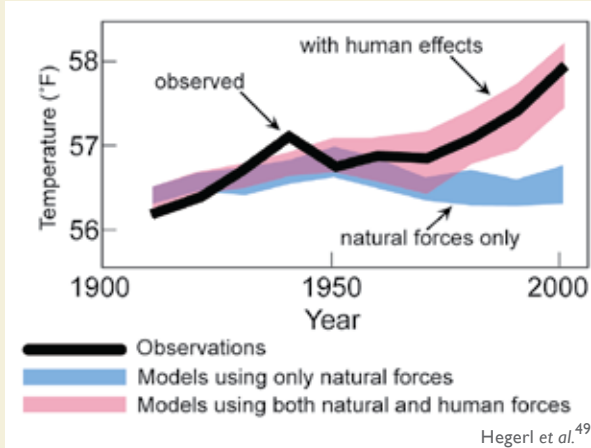 with human effects
observed
natural forces only
Temperature (°F)
58
57
56
1900
1950
2000
Year
Observations
Models using only natural forces
Models using both natural and human forces
Hegerl et al.49